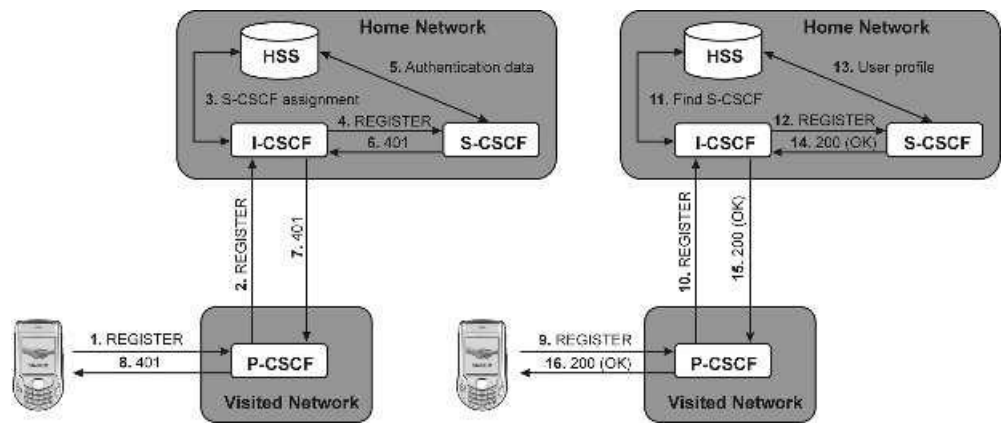 Home Network
HSS
5. Authentication data
3. S-CSCF assignment
4. REGISTER
I-CSCF
6. 401
S-CSCF
2. REGISTER
7. 401
1. REGISTER
8. 401
P-CSCF
Visited Network
Home Network
HSS
13. User profile
11. Find S-CSCF
12. REGISTER
I-CSCF
14. 200 (OK)
S-CSCF
10. REGISTER
15. 200 (OK)
9. REGISTER
16. 200 (OK)
P-CSCF
Visited Network